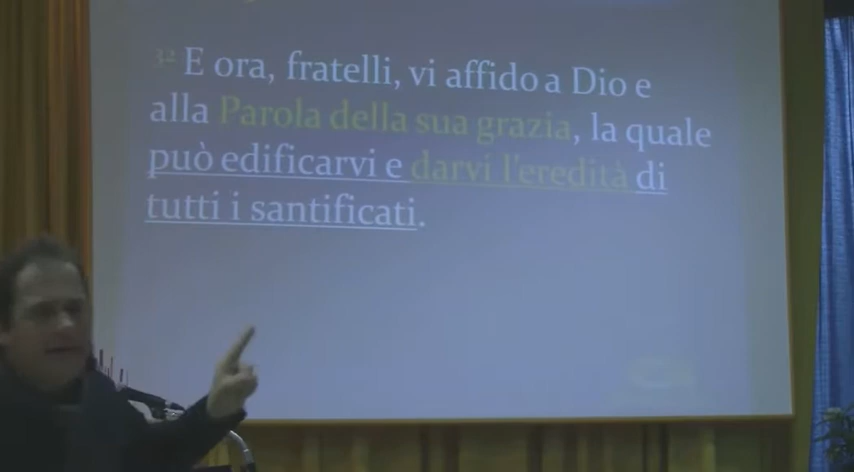 32 E ora, fratelli, vi affido a Dio e
alla Parola della sua grazia, la quale
può edificarvi e darvi l'eredità di
tutti i santificati.